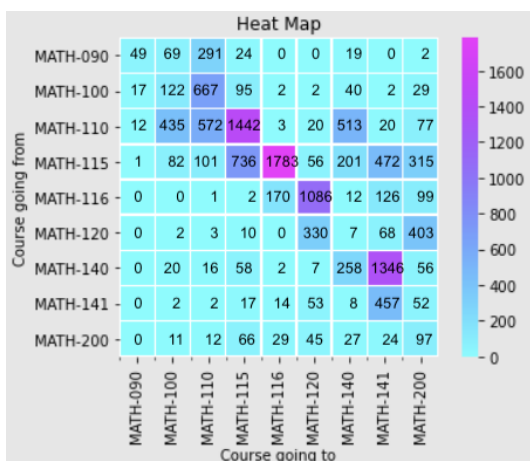 Heat Map
MATH-090 49 69 291 24 0 0 19 0 2
MATH-100 17 122 667 95 2 2 40 2 29
MATH-110 12 435 572 1442 3 20 513 20 77
MATH-115 1 82 101 736 1783 56 201 472 315
MATH-116 0 0 1 2 170 1086 12 126 99
MATH-120 0 2 3 10 0 330 7 68 403
MATH-140 0 20 16 58 2 7 258 1346 56
MATH-141 0 2 2 17 14 53 8 457 52
MATH-200 0 11 12 66 29 45 27 24 97
Course going from
MATH-090 MATH-100 MATH-110 MATH-115 MATH-116 MATH-120 MATH-140 MATH-141 MATH-200
Course going to
1600
1400
1200
1000
800
600
400
200
0